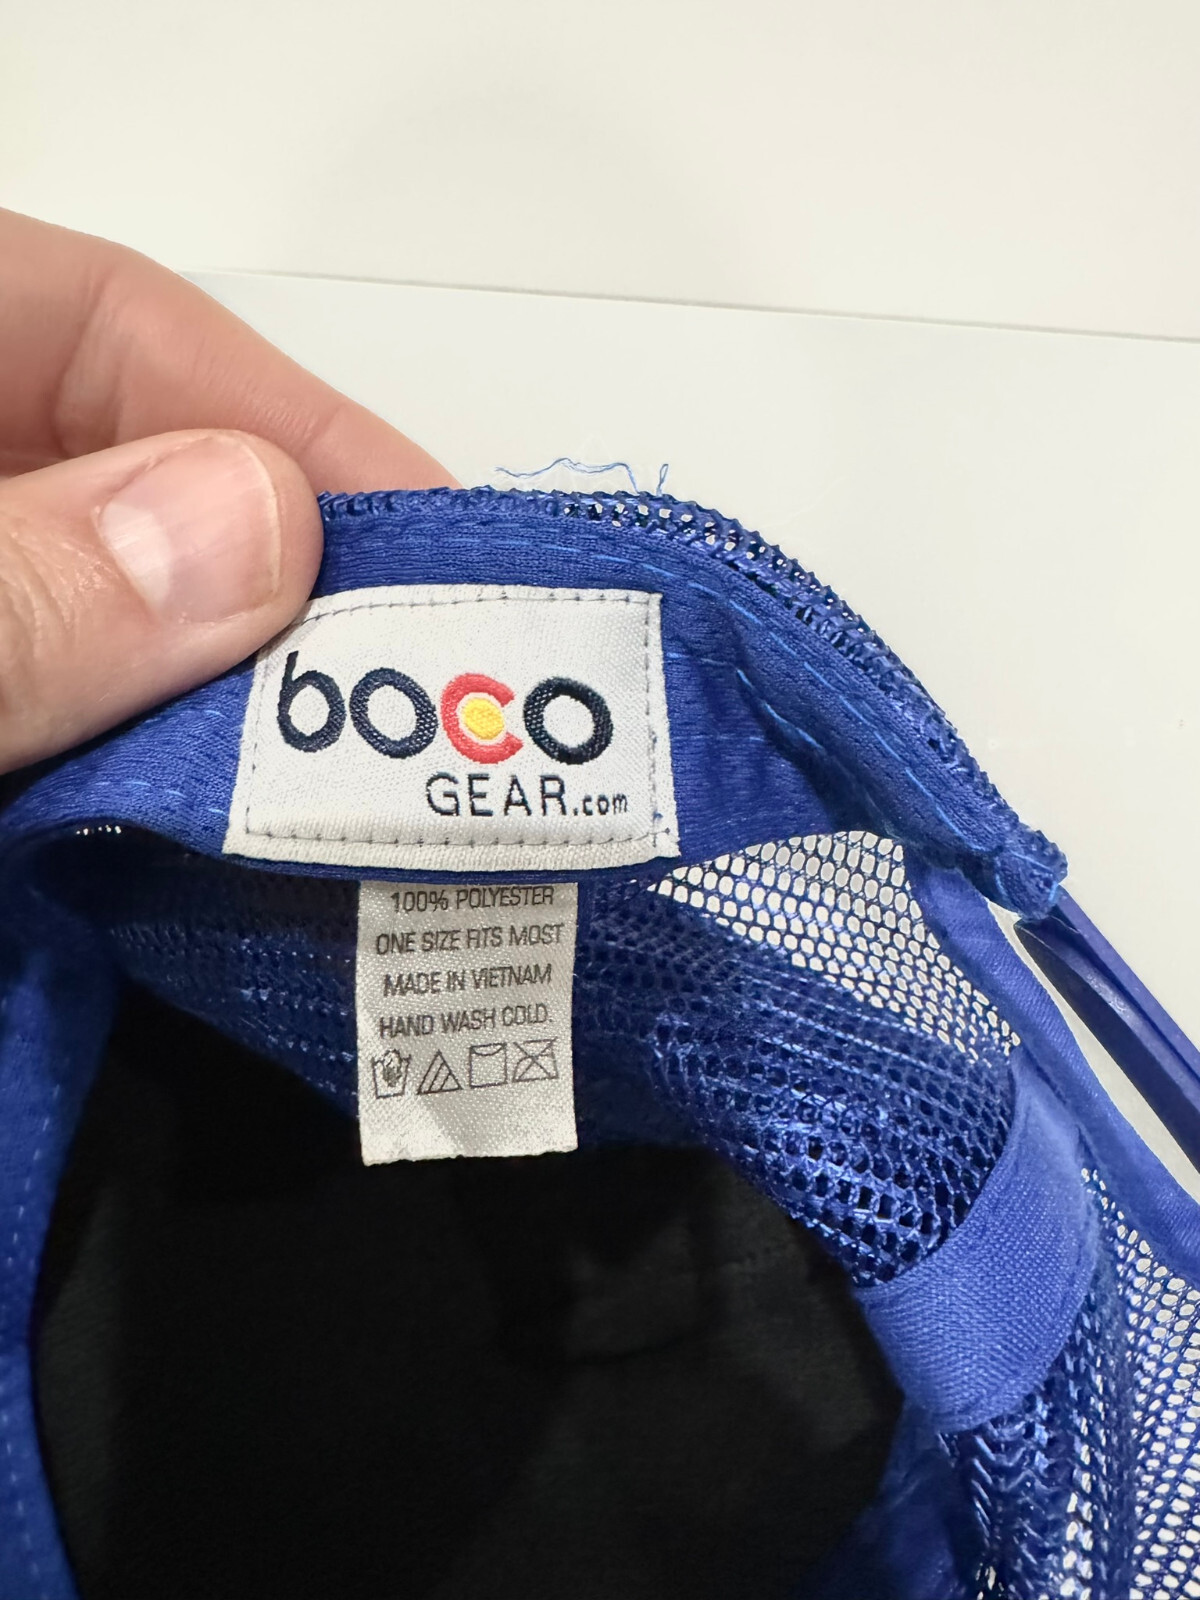 boco
GEAR.com
100% POLYESTER
ONE SIZE FITS MOST
MADE IN VIETNAM
HAND WASH COLD.